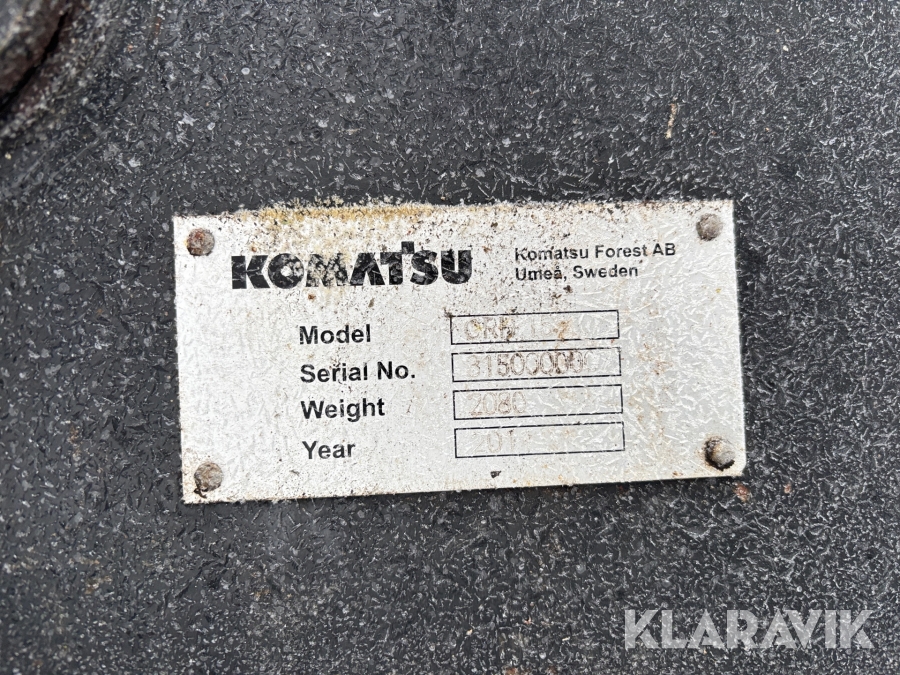 KOMATSU
Komatsu Forest AB
Umeå, Sweden
Model
Serial No.
Weight 2080
Year
KLARAVIK